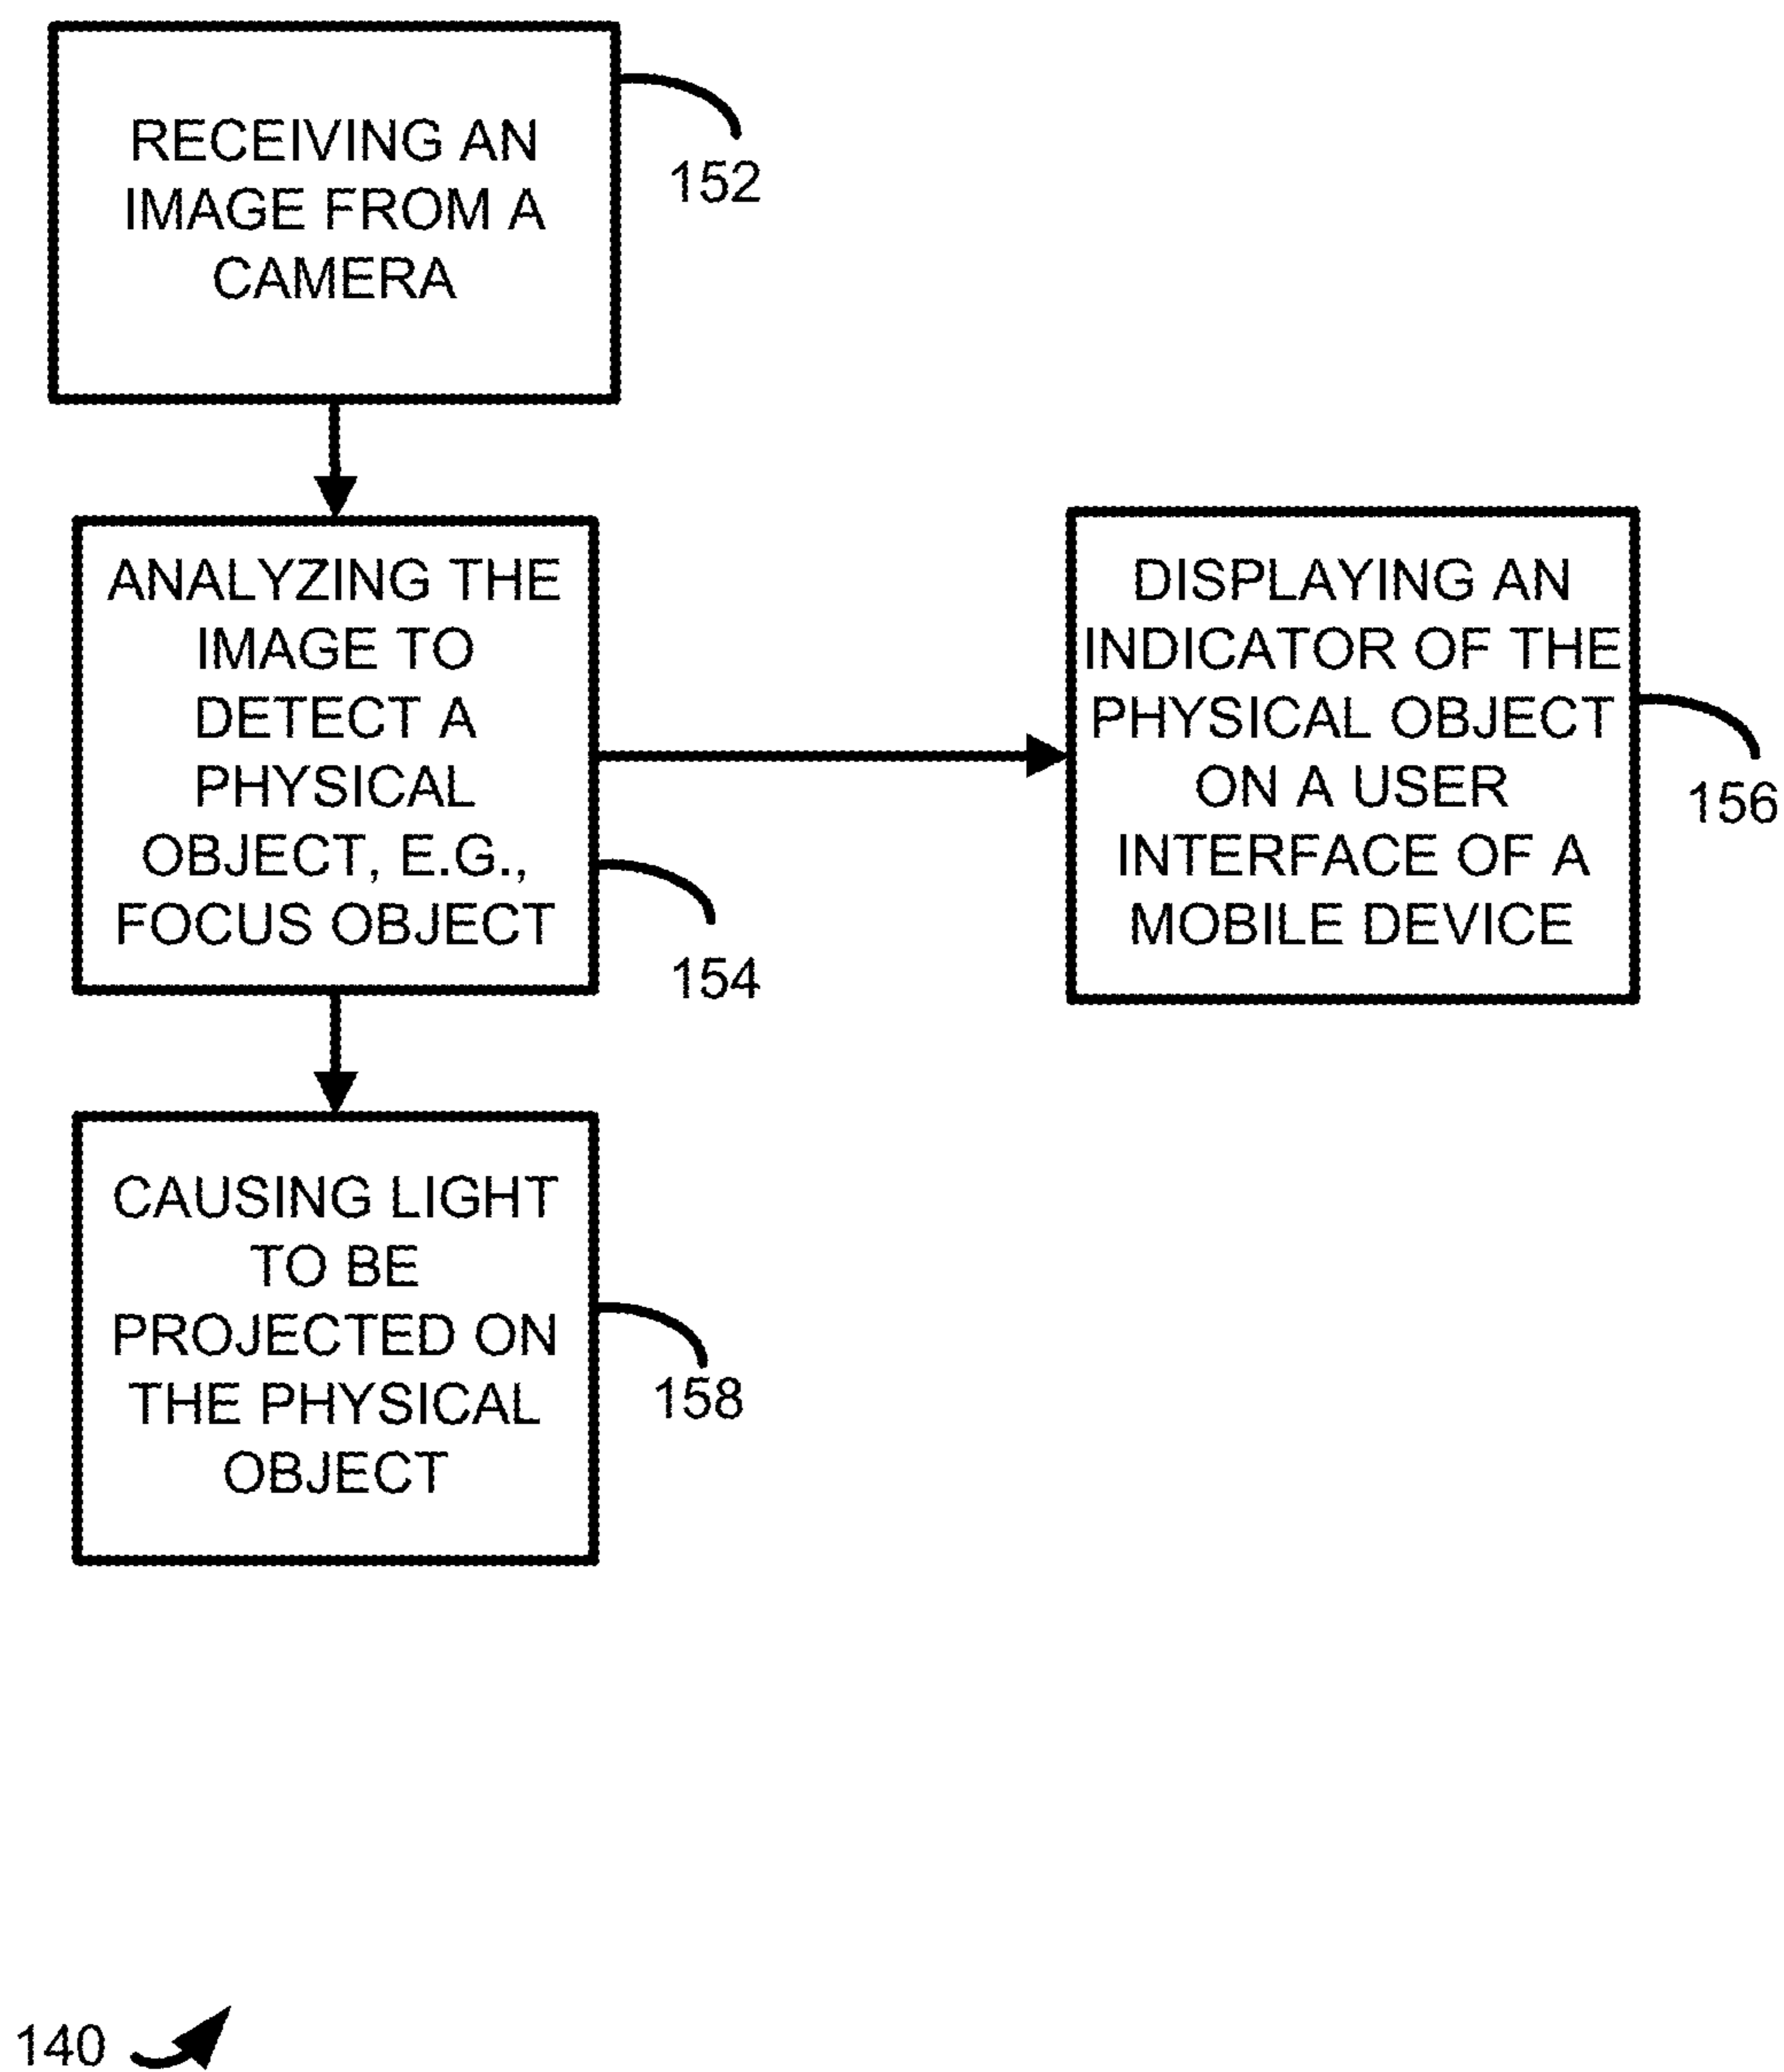 RECEIVING AN
IMAGE FROM A
CAMERA
152
ANALYZING THE
IMAGE TO
DETECT A
PHYSICAL
OBJECT, E.G.,
FOCUS OBJECT
154
DISPLAYING AN
INDICATOR OF THE
PHYSICAL OBJECT
ON A USER
INTERFACE OF A
MOBILE DEVICE
156
CAUSING LIGHT
TO BE
PROJECTED ON
THE PHYSICAL
OBJECT
158
140